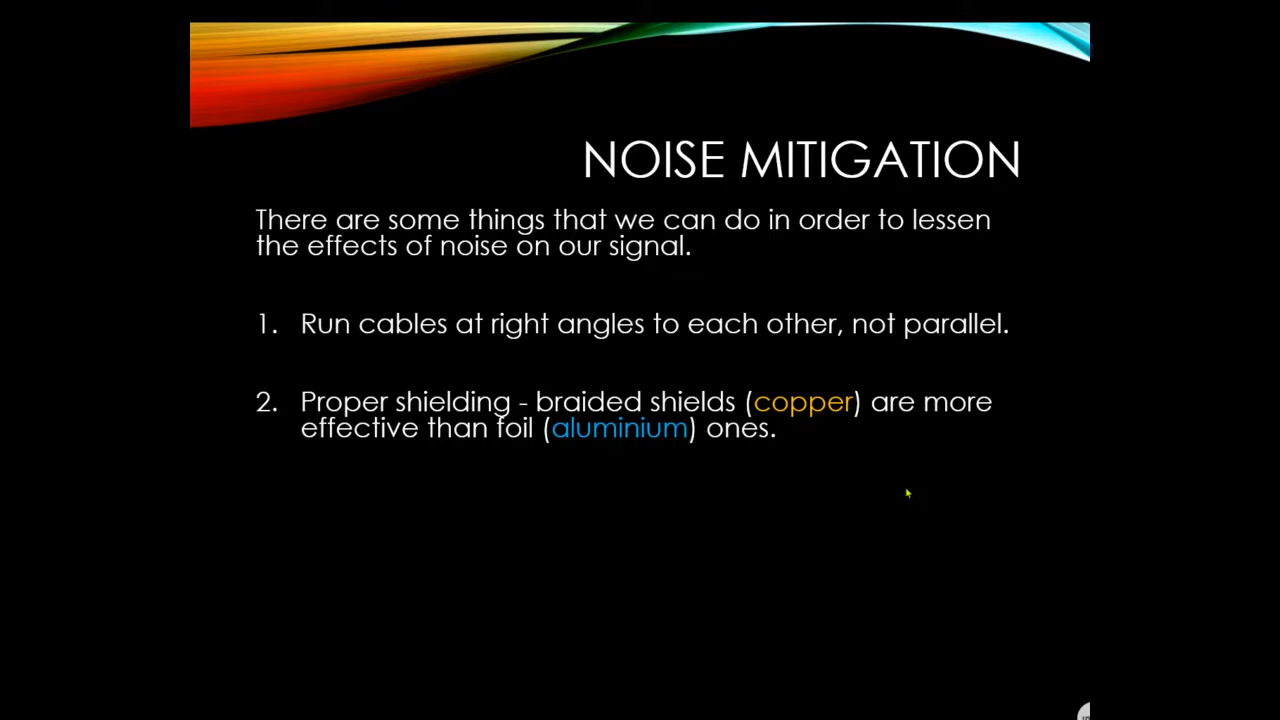 NOISE MITIGATION
There are some things that we can do in order to lessen
the effects of noise on our signal.
1. Run cables at right angles to each other, not parallel.
2. Proper shielding - braided shields (copper) are more
effective than foil (aluminium) ones.